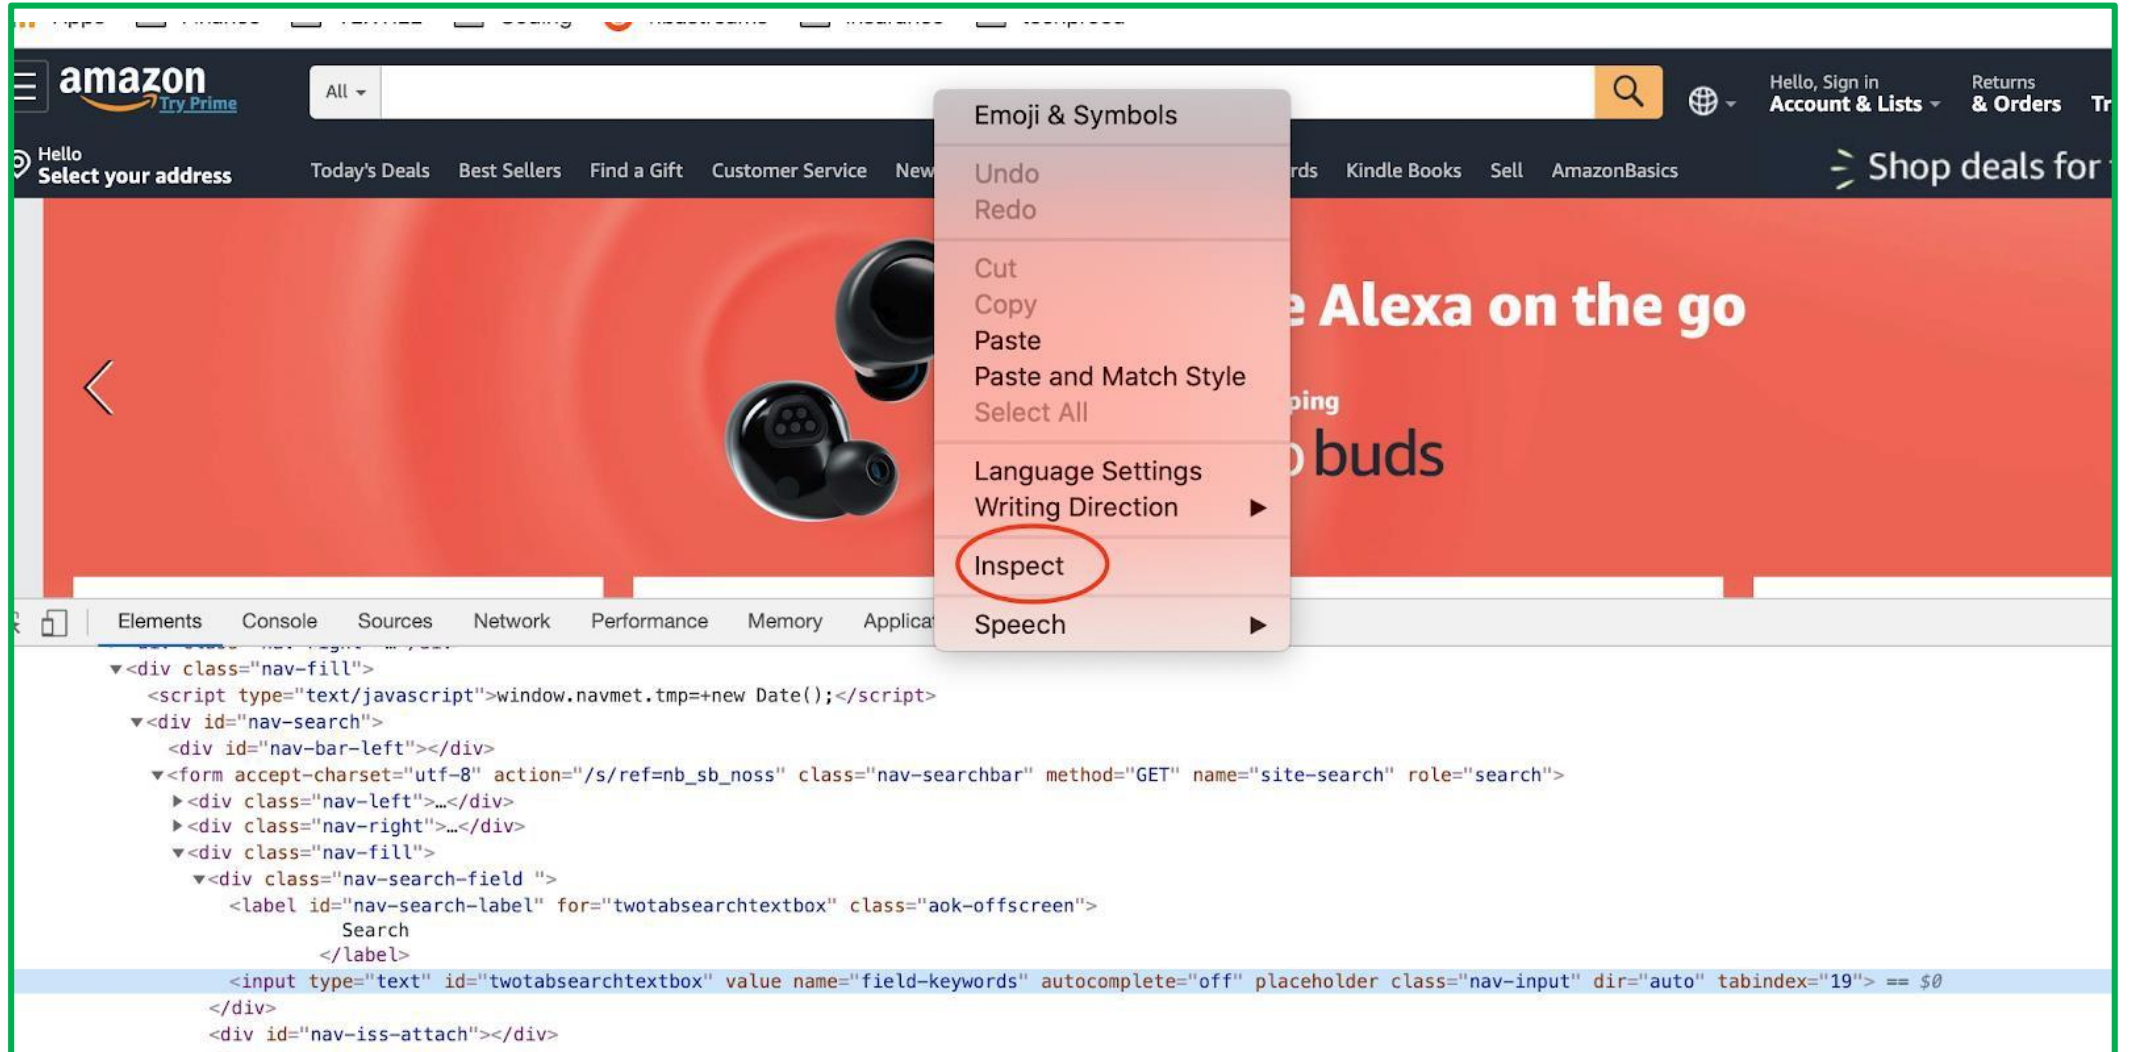 amazon
Try Prime
All
Hello, Sign in
Account & Lists
Returns
& Orders
Hello
Select your address
Today's Deals Best Sellers Find a Gift Customer Service New
rds Kindle Books Sell AmazonBasics
Shop deals for
Emoji & Symbols
Undo
Redo
Cut
Copy
Paste
Paste and Match Style
Select All
Language Settings
Writing Direction
Inspect
Speech
e Alexa on the go
ping
buds
Elements Console Sources Network Performance Memory Applica
▼<div class="nav-fill">
<script type="text/javascript">window.navmet.tmp=+new Date();</script>
▼<div id="nav-search">
<div id="nav-bar-left"></div>
▼<form accept-charset="utf-8" action="/s/ref=nb_sb_noss" class="nav-searchbar" method="GET" name="site-search" role="search">
▶<div class="nav-left">…</div>
▶<div class="nav-right">…</div>
▼<div class="nav-fill">
▼<div class="nav-search-field ">
<label id="nav-search-label" for="twotabsearchtextbox" class="aok-offscreen">
Search
</label>
<input type="text" id="twotabsearchtextbox" value name="field-keywords" autocomplete="off" placeholder class="nav-input" dir="auto" tabindex="19"> == $0
</div>
<div id="nav-iss-attach"></div>